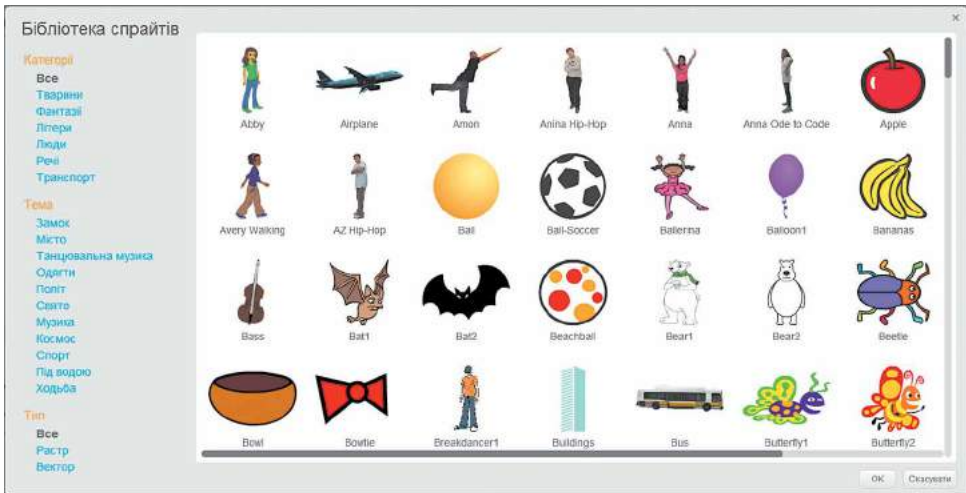 Бібліотека спрайтів
Категорії
Все
Тварини
Фантазії
Літери
Люди
Речі
Транспорт
Тема
Замок
Місто
Танцювальна музика
Одягти
Політ
Свято
Музика
Космос
Спорт
Під водою
Ходьба
Тип
Все
Растр
Вектор
Abby Airplane Amon Anina Hip-Hop Anna Anna Ode to Code Apple
Avery Walking AZ Hip-Hop Ball Ball-Soccer Ballerina Balloon1 Bananas
Bass Bat1 Bat2 Beachball Bear1 Bear2 Beetle
Bowl Bowtie Breakdancer1 Buildings Bus Butterfly1 Butterfly2
OK Скасувати